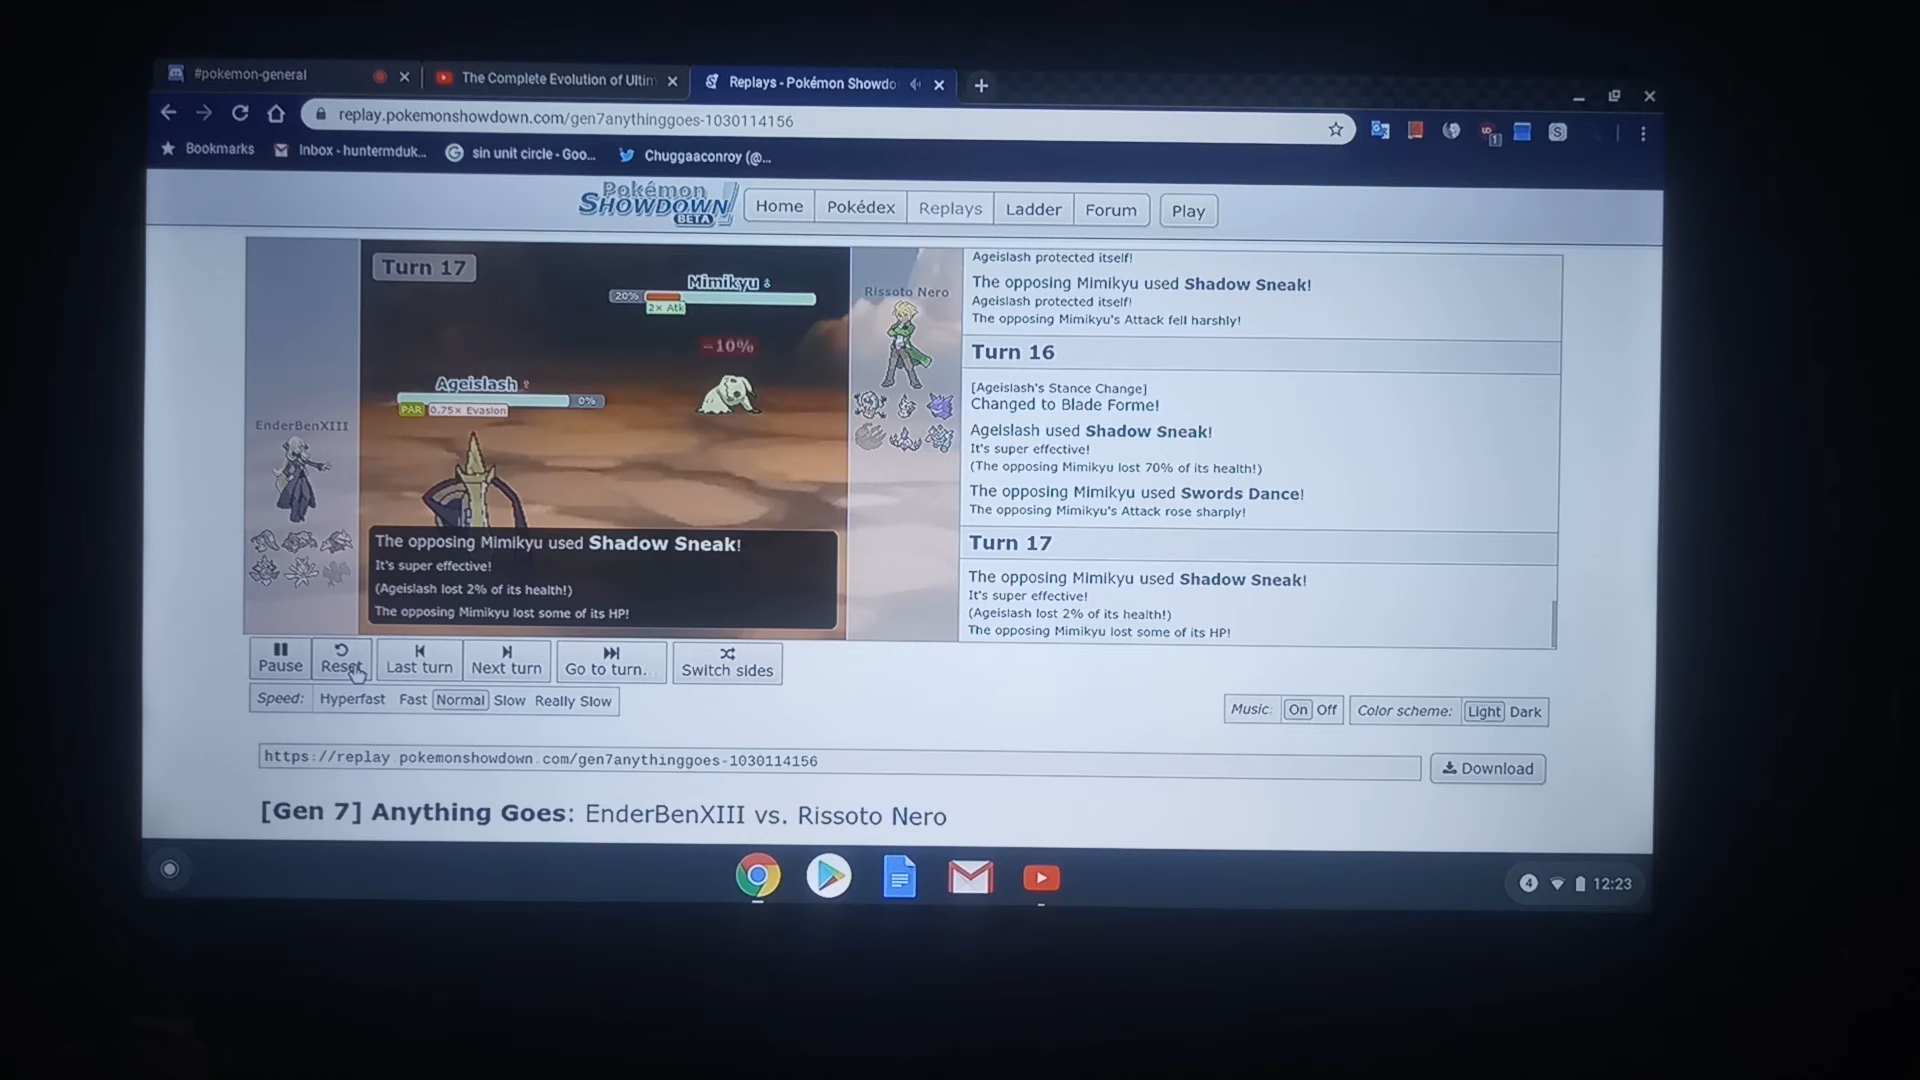 #pokemon-general
The Complete Evolution of Ultim
Replays - Pokémon Showdo
replay.pokemonshowdown.com/gen7anythinggoes-1030114156
Bookmarks
Inbox - huntermduk...
sin unit circle - Goo...
Chuggaaconroy (@...
Pokémon
SHOWDOWN
BETA
Home
Pokédex
Replays
Ladder
Forum
Play
Turn 17
Mimikyu
20%
2× Atk
-10%
Ageislash
0%
PAR
0.75× Evasion
EnderBenXIII
Rissoto Nero
The opposing Mimikyu used Shadow Sneak!
It's super effective!
(Ageislash lost 2% of its health!)
The opposing Mimikyu lost some of its HP!
Ageislash protected itself!
The opposing Mimikyu used Shadow Sneak!
Ageislash protected itself!
The opposing Mimikyu's Attack fell harshly!
Turn 16
[Ageislash's Stance Change]
Changed to Blade Forme!
Ageislash used Shadow Sneak!
It's super effective!
(The opposing Mimikyu lost 70% of its health!)
The opposing Mimikyu used Swords Dance!
The opposing Mimikyu's Attack rose sharply!
Turn 17
The opposing Mimikyu used Shadow Sneak!
It's super effective!
(Ageislash lost 2% of its health!)
The opposing Mimikyu lost some of its HP!
Pause
Reset
Last turn
Next turn
Go to turn..
Switch sides
Speed: Hyperfast Fast Normal Slow Really Slow
Music: On Off
Color scheme: Light Dark
https://replay.pokemonshowdown.com/gen7anythinggoes-1030114156
Download
[Gen 7] Anything Goes: EnderBenXIII vs. Rissoto Nero
4
12:23